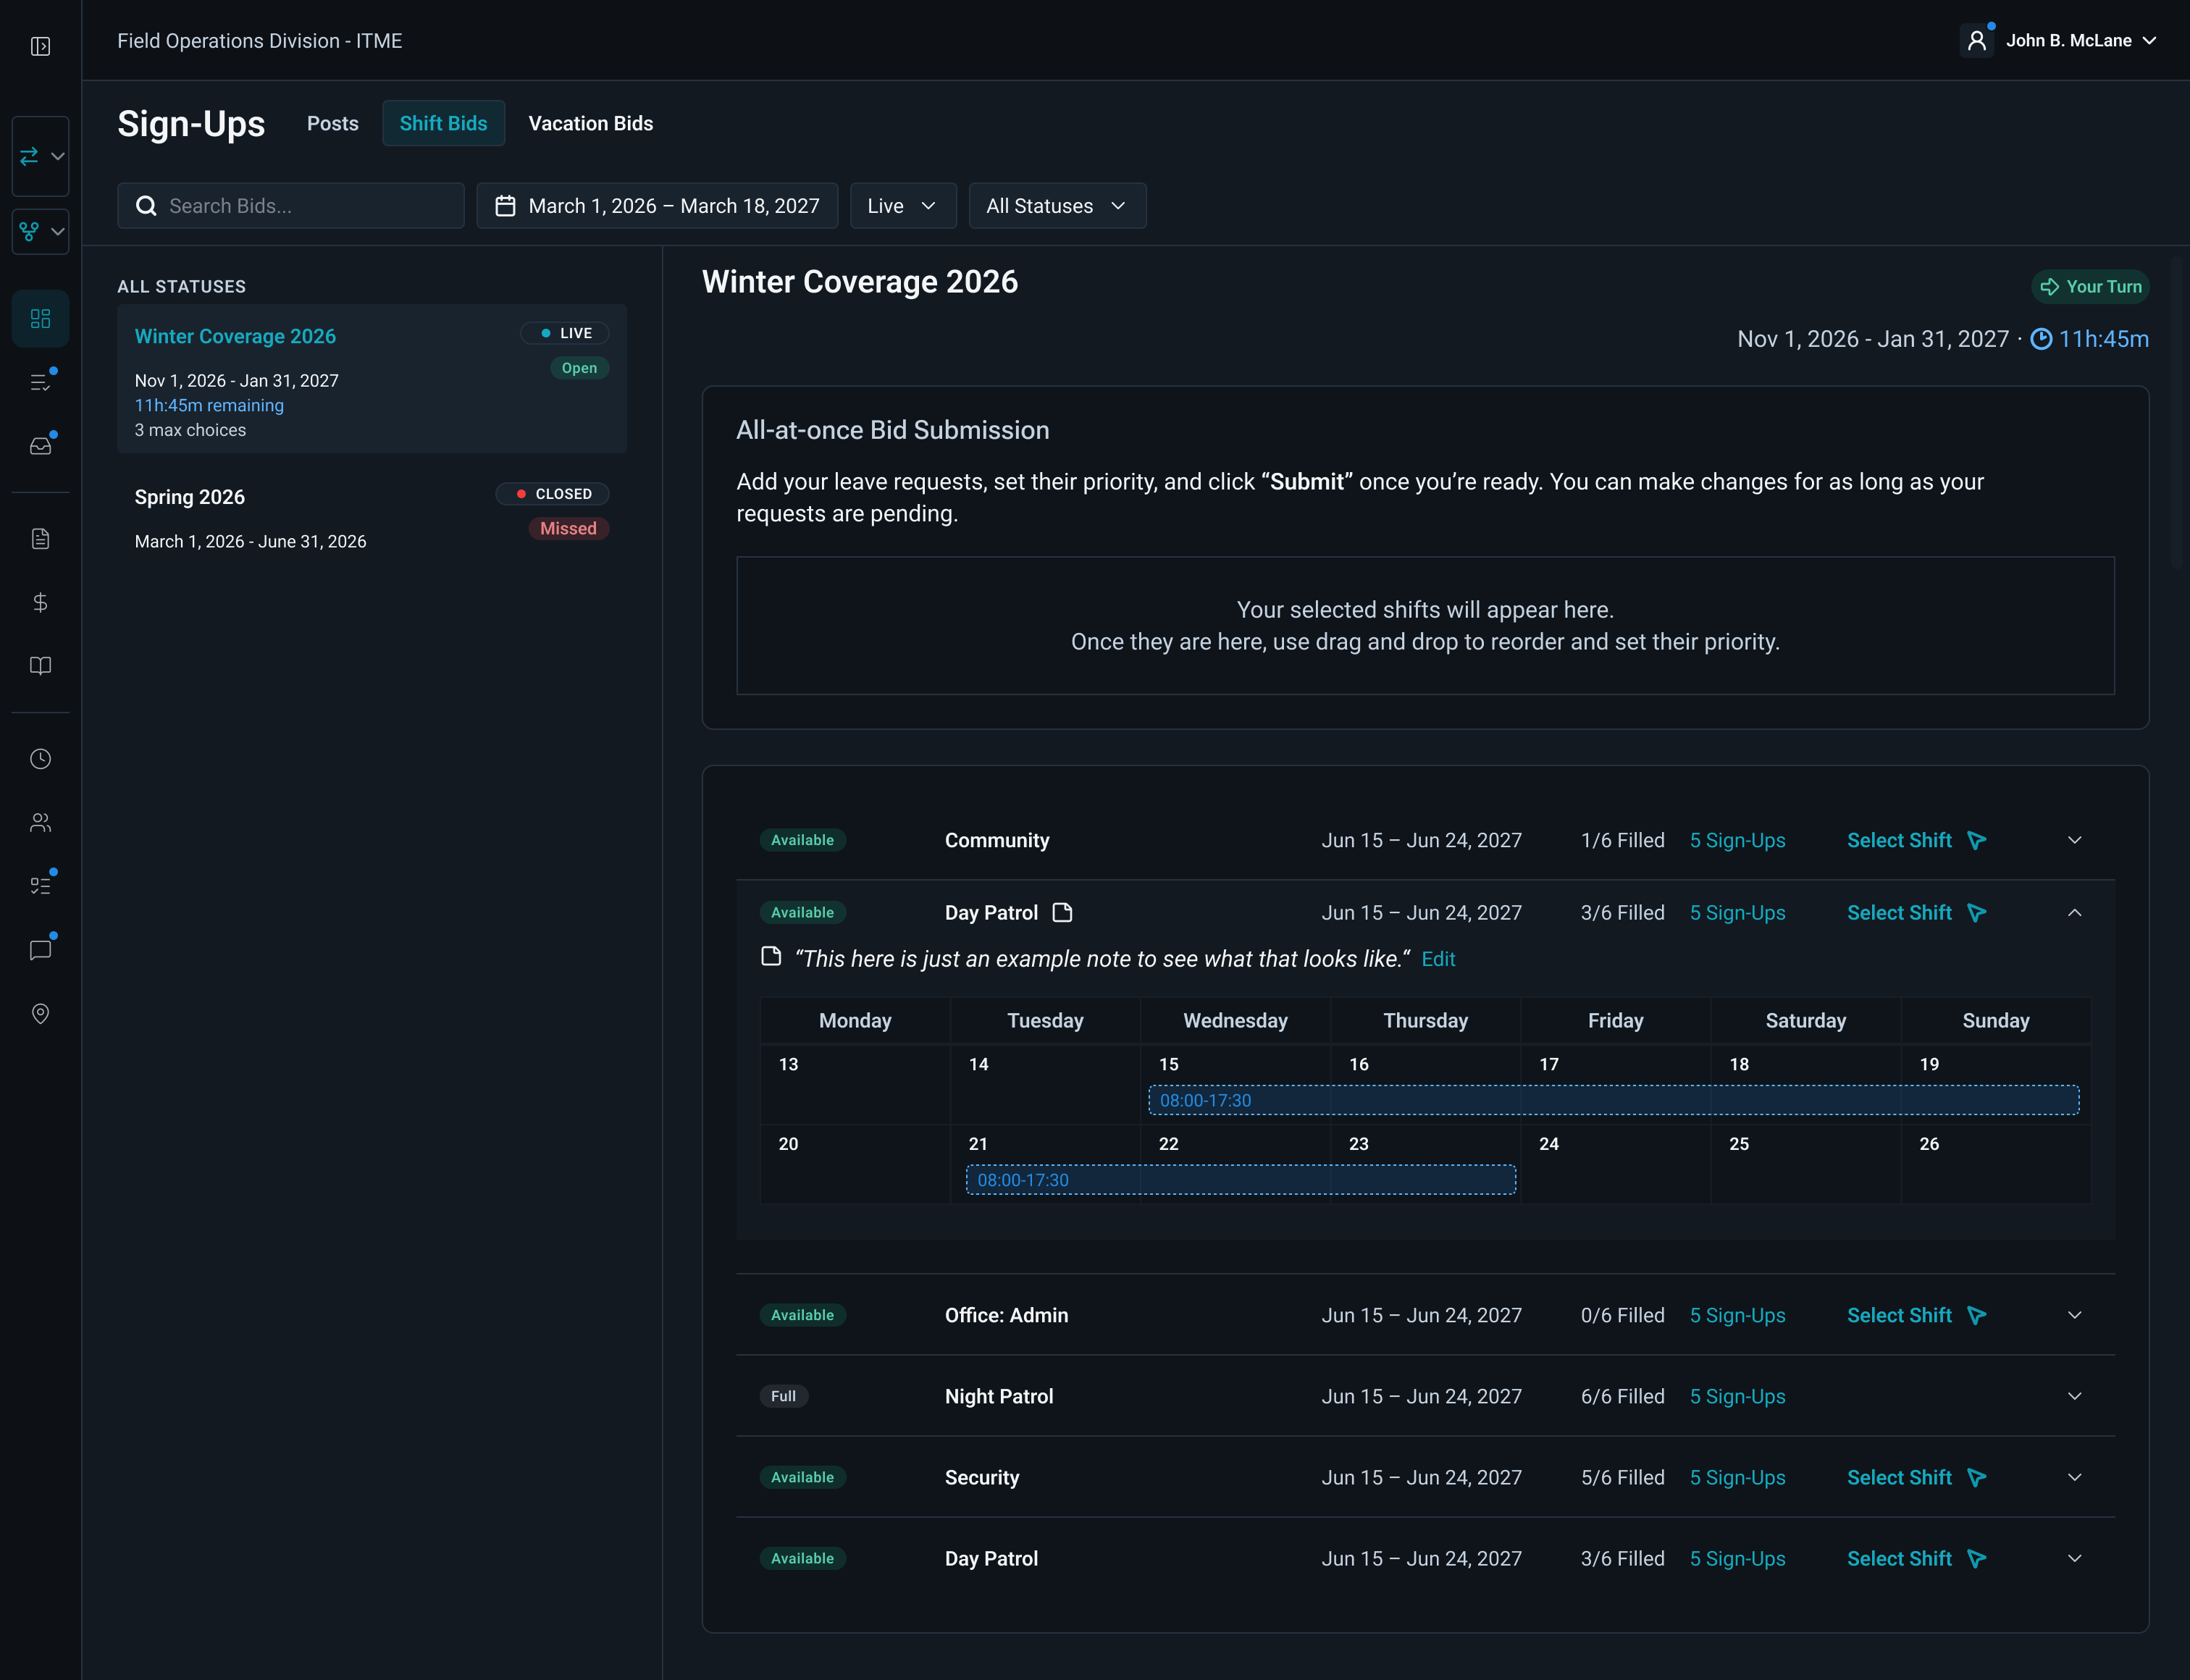 Field Operations Division - ITME
John B. McLane
Sign-Ups
Posts
Shift Bids
Vacation Bids
Search Bids...
March 1, 2026 – March 18, 2027
Live
All Statuses
ALL STATUSES
Winter Coverage 2026
LIVE
Open
Nov 1, 2026 - Jan 31, 2027
11h:45m remaining
3 max choices
Spring 2026
CLOSED
Missed
March 1, 2026 - June 31, 2026
Winter Coverage 2026
Your Turn
Nov 1, 2026 - Jan 31, 2027 · 11h:45m
All-at-once Bid Submission
Add your leave requests, set their priority, and click “Submit” once you’re ready. You can make changes for as long as your
requests are pending.
Your selected shifts will appear here.
Once they are here, use drag and drop to reorder and set their priority.
Available Community Jun 15 – Jun 24, 2027 1/6 Filled 5 Sign-Ups Select Shift
Available Day Patrol Jun 15 – Jun 24, 2027 3/6 Filled 5 Sign-Ups Select Shift
“This here is just an example note to see what that looks like.“ Edit
Monday Tuesday Wednesday Thursday Friday Saturday Sunday
13 14 15 16 17 18 19
08:00-17:30
20 21 22 23 24 25 26
08:00-17:30
Available Office: Admin Jun 15 – Jun 24, 2027 0/6 Filled 5 Sign-Ups Select Shift
Full Night Patrol Jun 15 – Jun 24, 2027 6/6 Filled 5 Sign-Ups
Available Security Jun 15 – Jun 24, 2027 5/6 Filled 5 Sign-Ups Select Shift
Available Day Patrol Jun 15 – Jun 24, 2027 3/6 Filled 5 Sign-Ups Select Shift